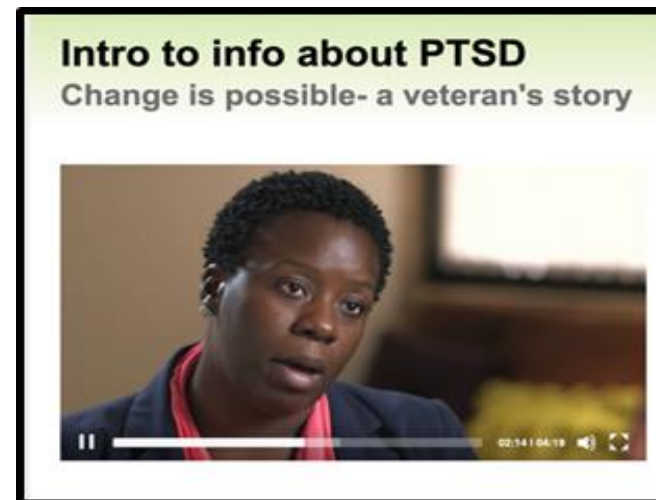 Intro to info about PTSD
Change is possible- a veteran's story
02:14 | 04:19